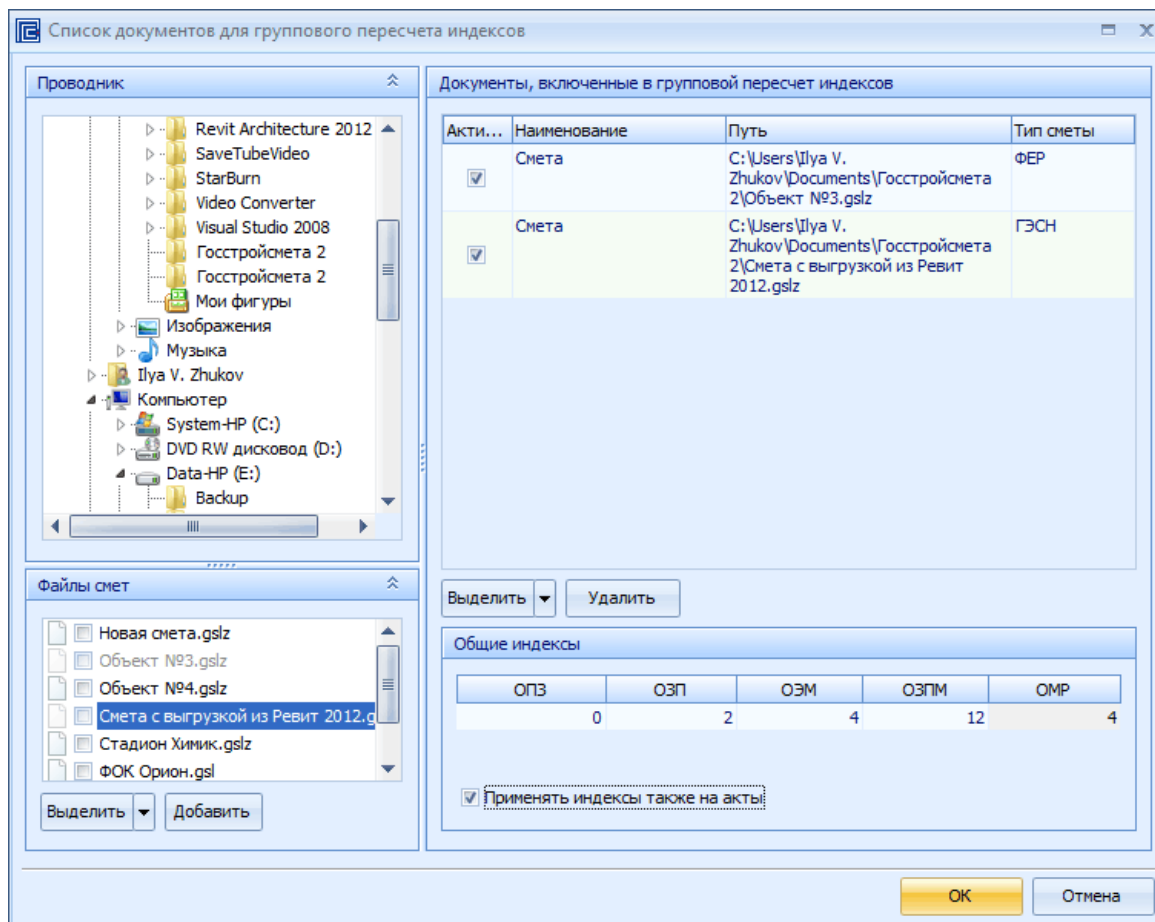 Список документов для группового пересчета индексов
Проводник
Revit Architecture 2012
SaveTubeVideo
StarBurn
Video Converter
Visual Studio 2008
Госстройсмета 2
Госстройсмета 2
Мои фигуры
Изображения
Музыка
Ilya V. Zhukov
Компьютер
System-HP (C:)
DVD RW дисковод (D:)
Data-HP (E:)
Backup
Файлы смет
Новая смета.gslz
Объект №3.gslz
Объект №4.gslz
Смета с выгрузкой из Ревит 2012.g
Стадион Химик.gslz
ФОК Орион.gsl
Выделить Добавить
Документы, включенные в групповой пересчет индексов
Акти... Наименование Путь Тип сметы
Смета C:\Users\Ilya V. ФЕР
Zhukov\Documents\Госстройсмета
2\Объект №3.gslz
Смета C:\Users\Ilya V. ГЭСН
Zhukov\Documents\Госстройсмета
2\Смета с выгрузкой из Ревит
2012.gslz
Выделить Удалить
Общие индексы
ОПЗ ОЗП ОЭМ ОЗПМ ОМР
0 2 4 12 4
Применять индексы также на акты
ОК Отмена